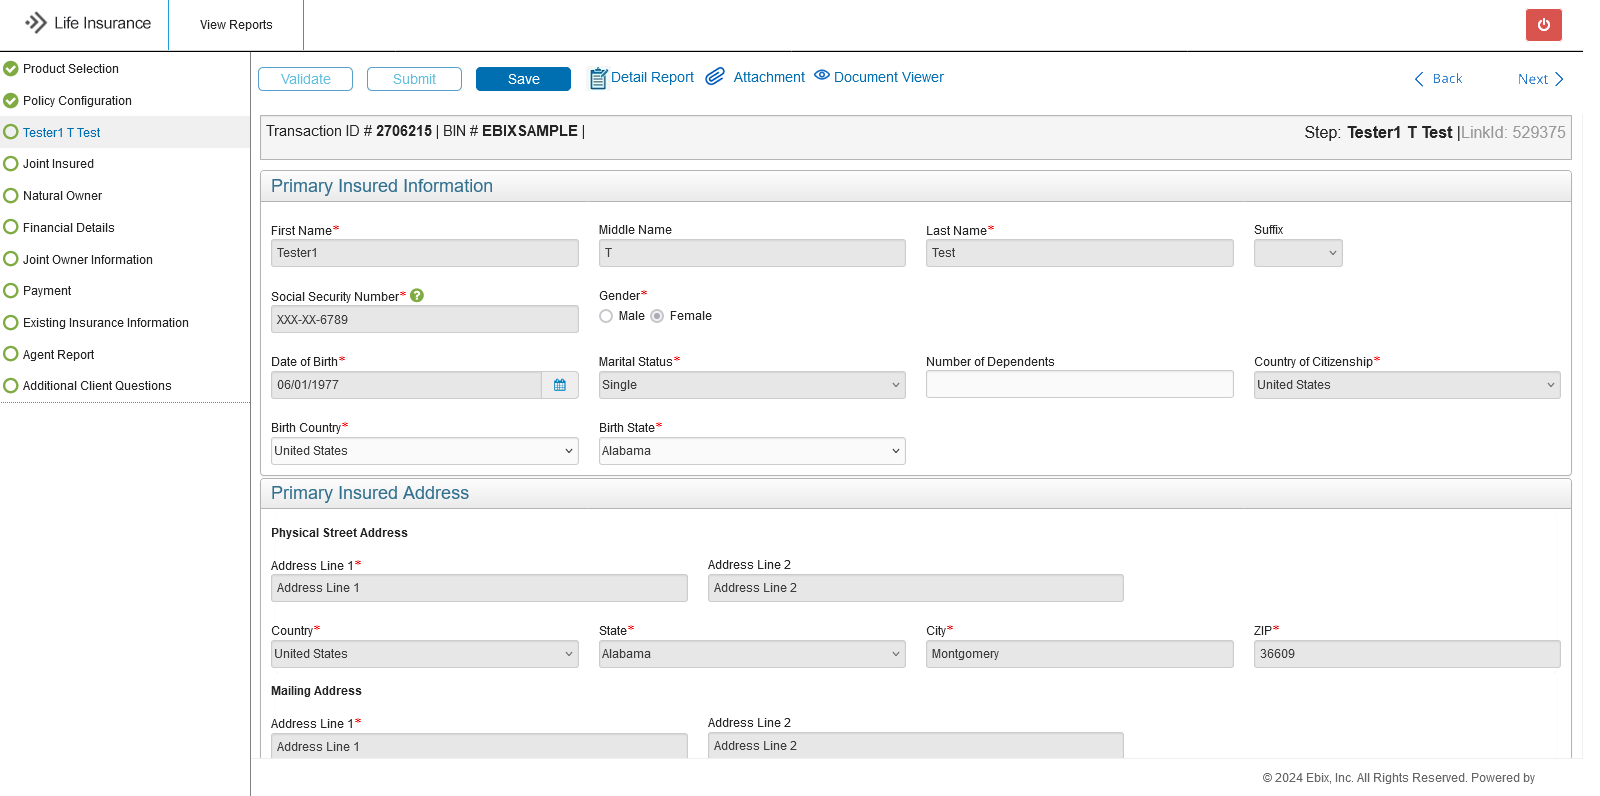 Life Insurance
View Reports
Product Selection
Policy Configuration
Tester1 T Test
Joint Insured
Natural Owner
Financial Details
Joint Owner Information
Payment
Existing Insurance Information
Agent Report
Additional Client Questions
Validate Submit Save Detail Report Attachment Document Viewer Back Next
Transaction ID # 2706215 | BIN # EBIXSAMPLE | Step: Tester1 T Test |LinkId: 529375
Primary Insured Information
First Name* Middle Name Last Name* Suffix
Tester1 T Test
Social Security Number* ? Gender*
XXX-XX-6789 Male Female
Date of Birth* Marital Status* Number of Dependents Country of Citizenship*
06/01/1977 Single United States
Birth Country* Birth State*
United States Alabama
Primary Insured Address
Physical Street Address
Address Line 1* Address Line 2
Address Line 1 Address Line 2
Country* State* City* ZIP*
United States Alabama Montgomery 36609
Mailing Address
Address Line 1* Address Line 2
Address Line 1 Address Line 2
© 2024 Ebix, Inc. All Rights Reserved. Powered by